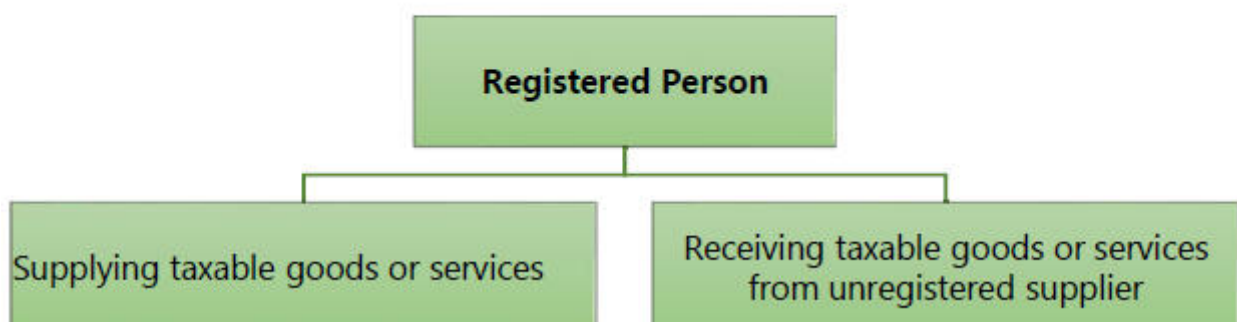 Registered Person
Supplying taxable goods or services
Receiving taxable goods or services
from unregistered supplier